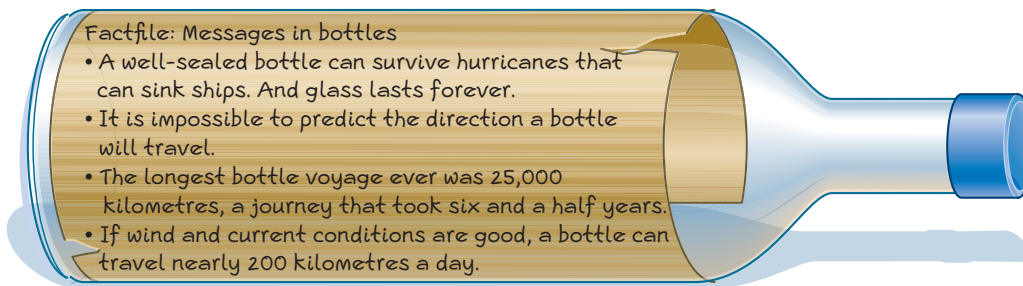 Factfile: Messages in bottles
• A well-sealed bottle can survive hurricanes that
can sink ships. And glass lasts forever.
• It is impossible to predict the direction a bottle
will travel.
• The longest bottle voyage ever was 25,000
kilometres, a journey that took six and a half years.
• If wind and current conditions are good, a bottle can
travel nearly 200 kilometres a day.